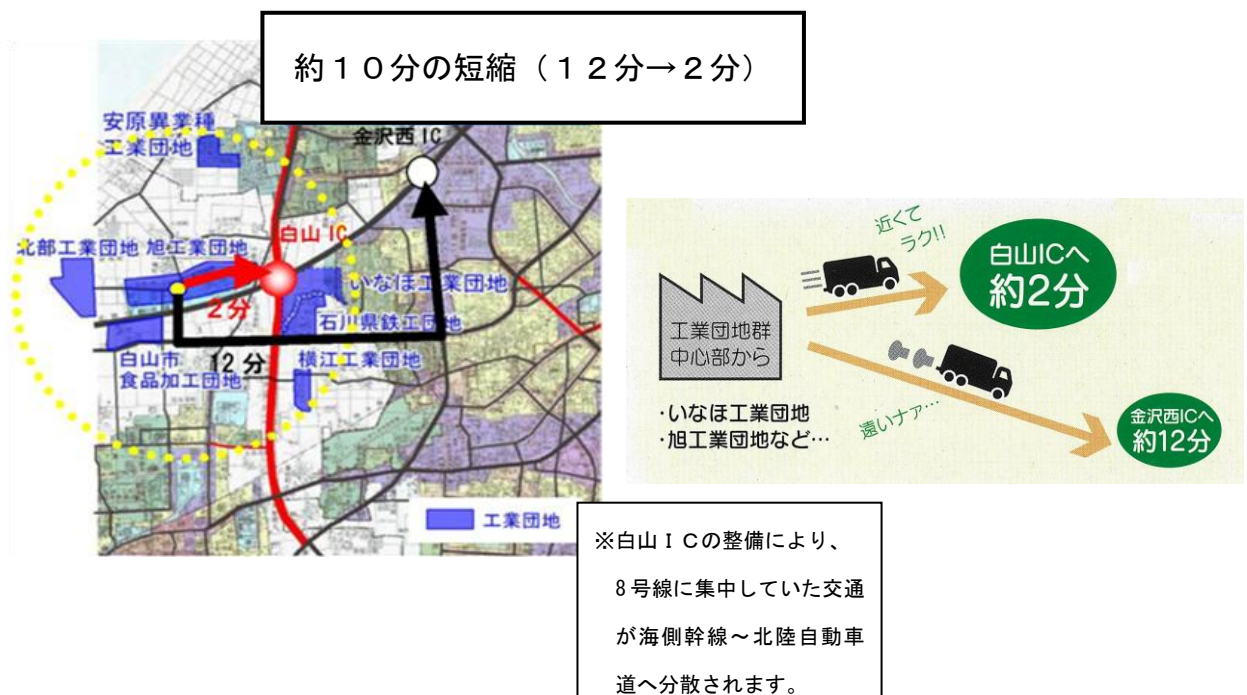 約10分の短縮（12分→2分）
安原異業種
工業団地
金沢西IC
白山IC
北部工業団地 旭工業団地
2分
いなほ工業団地
石川県鉄工団地
12分
横江工業団地
白山市
食品加工団地
工業団地
近くて
ラク!!
白山ICへ
約2分
工業団地群
中心部から
・いなほ工業団地
・旭工業団地など…
遠いナァ…
金沢西ICへ
約12分
※白山ＩＣの整備により、
8号線に集中していた交通
が海側幹線～北陸自動車
道へ分散されます。